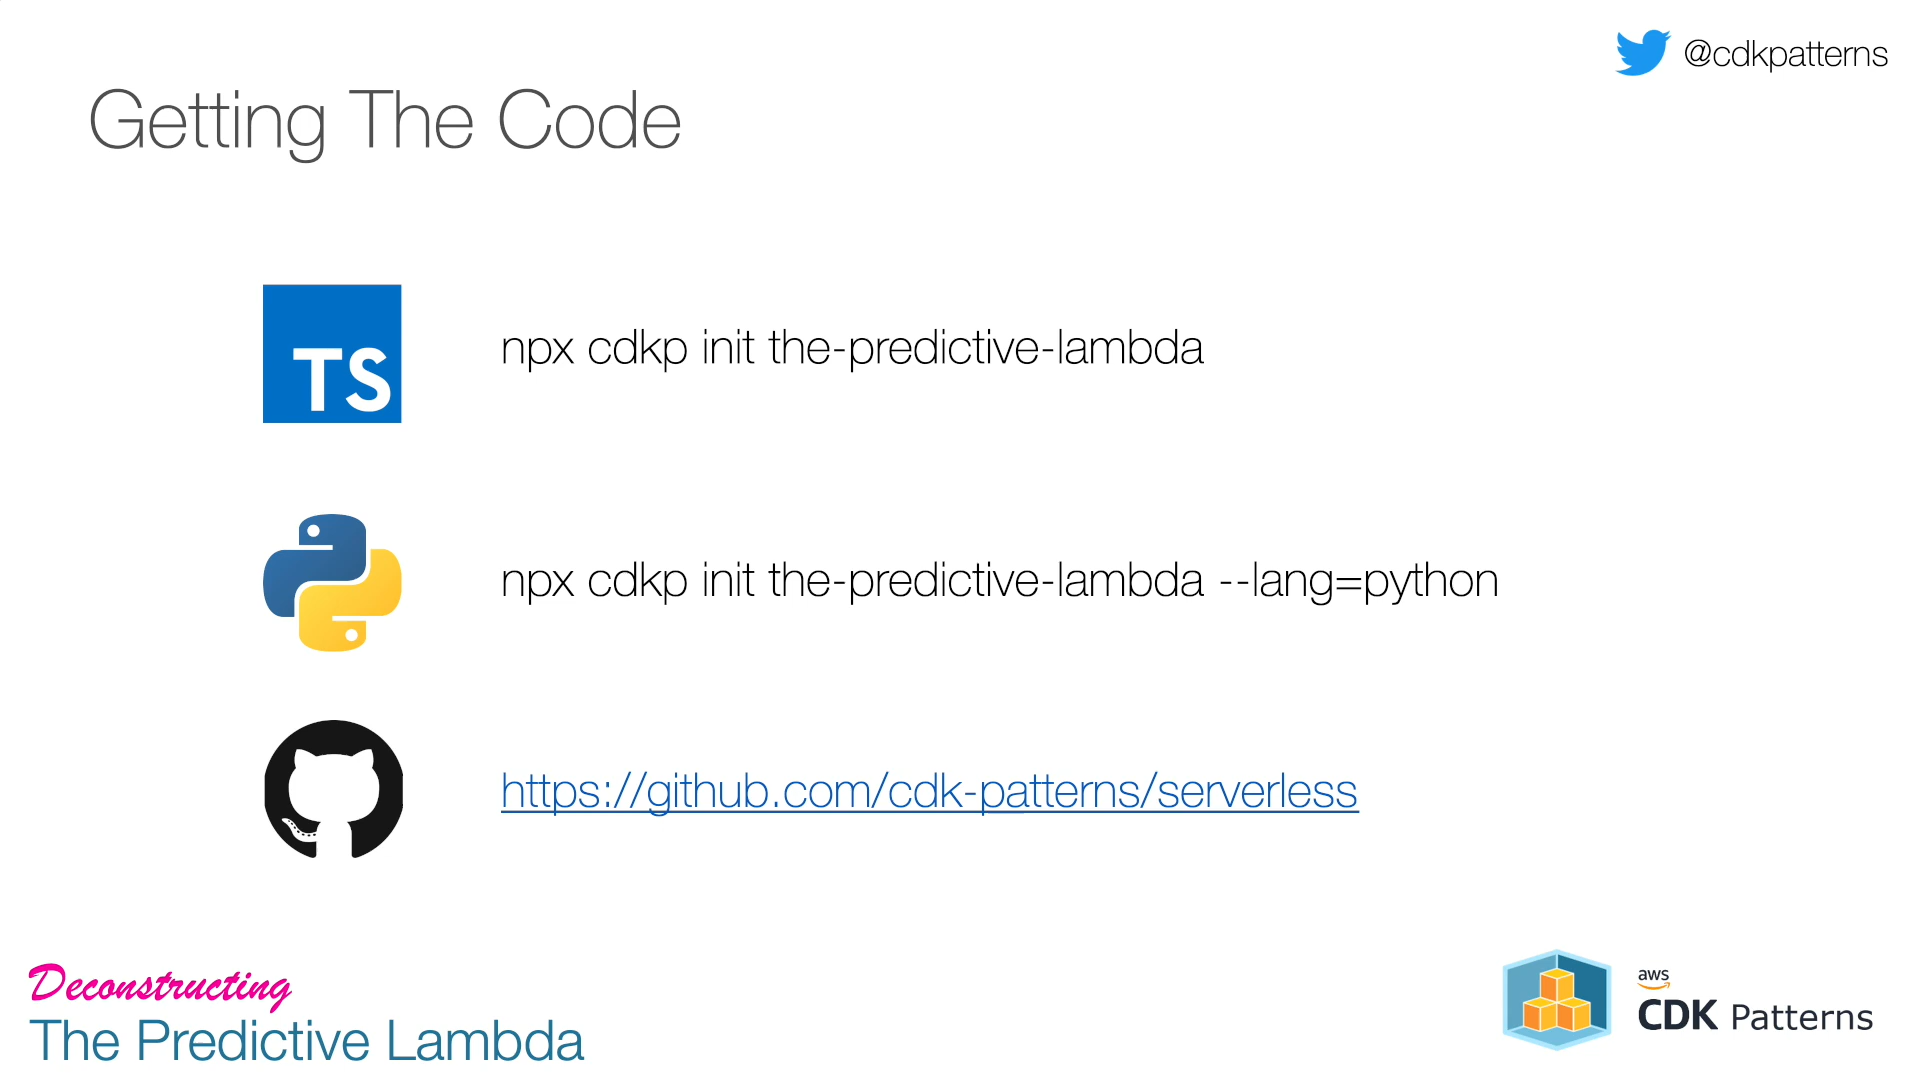 @cdkpatterns
Getting The Code
TS
npx cdkp init the-predictive-lambda
npx cdkp init the-predictive-lambda --lang=python
https://github.com/cdk-patterns/serverless
Deconstructing
The Predictive Lambda
aws
CDK Patterns